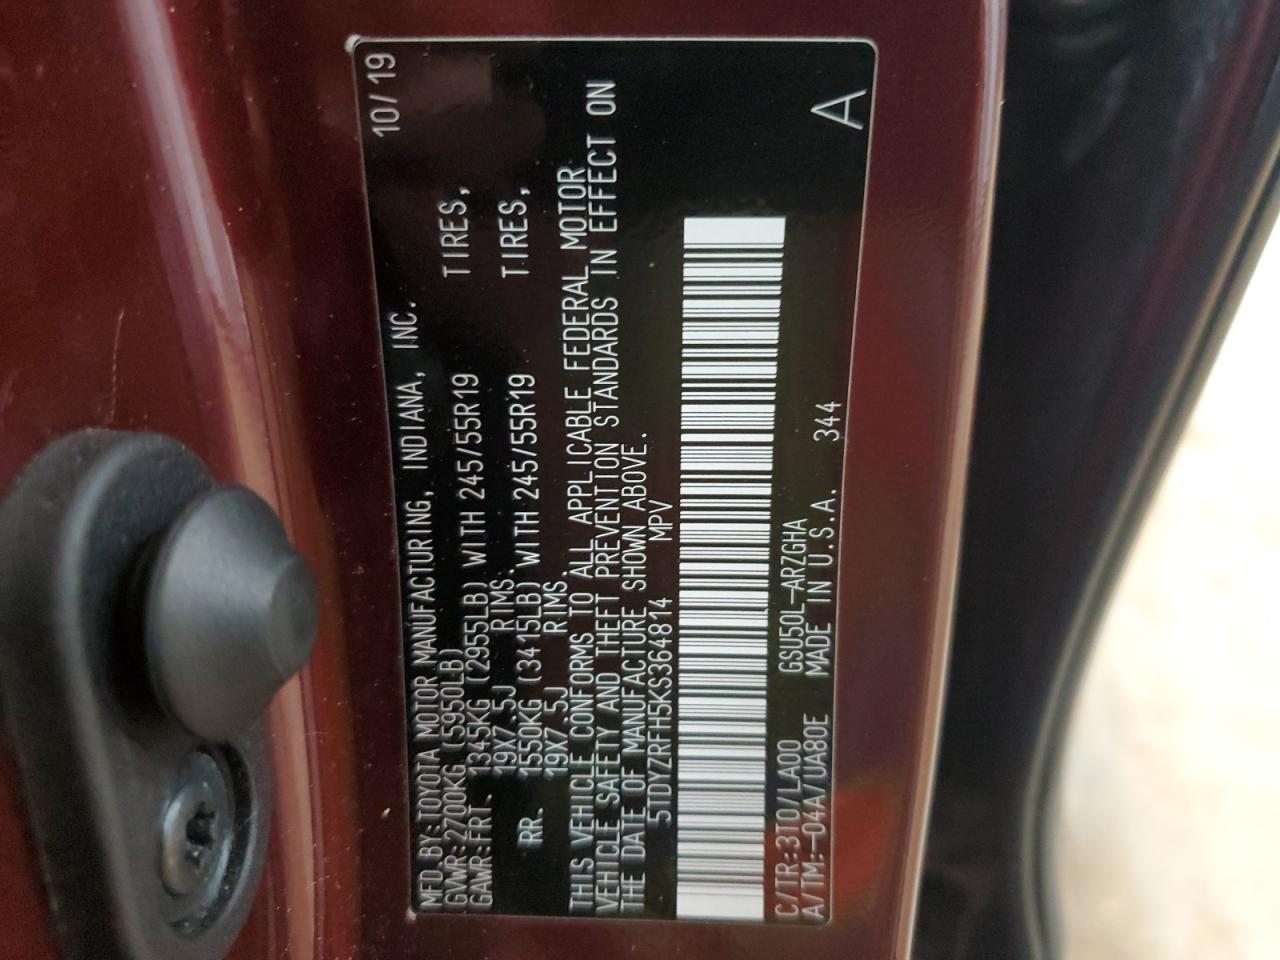 MFD BY:TOYOTA MOTOR MANUFACTURING, INDIANA, INC. 10/19
GVWR:2700KG (5950LB)
GAWR:FRT. 1345KG (2955LB) WITH 245/55R19 TIRES,
19X7.5J RIMS.
RR. 1550KG (3415LB) WITH 245/55R19 TIRES,
19X7.5J RIMS.
THIS VEHICLE CONFORMS TO ALL APPLICABLE FEDERAL MOTOR
VEHICLE SAFETY AND THEFT PREVENTION STANDARDS IN EFFECT ON
THE DATE OF MANUFACTURE SHOWN ABOVE.
5TDYZRFH5KS364814 MPV
C/TR:3T0/LA00 GSU50L-ARZGHA
A/TM:-04A/UA80E MADE IN U.S.A. 344 A